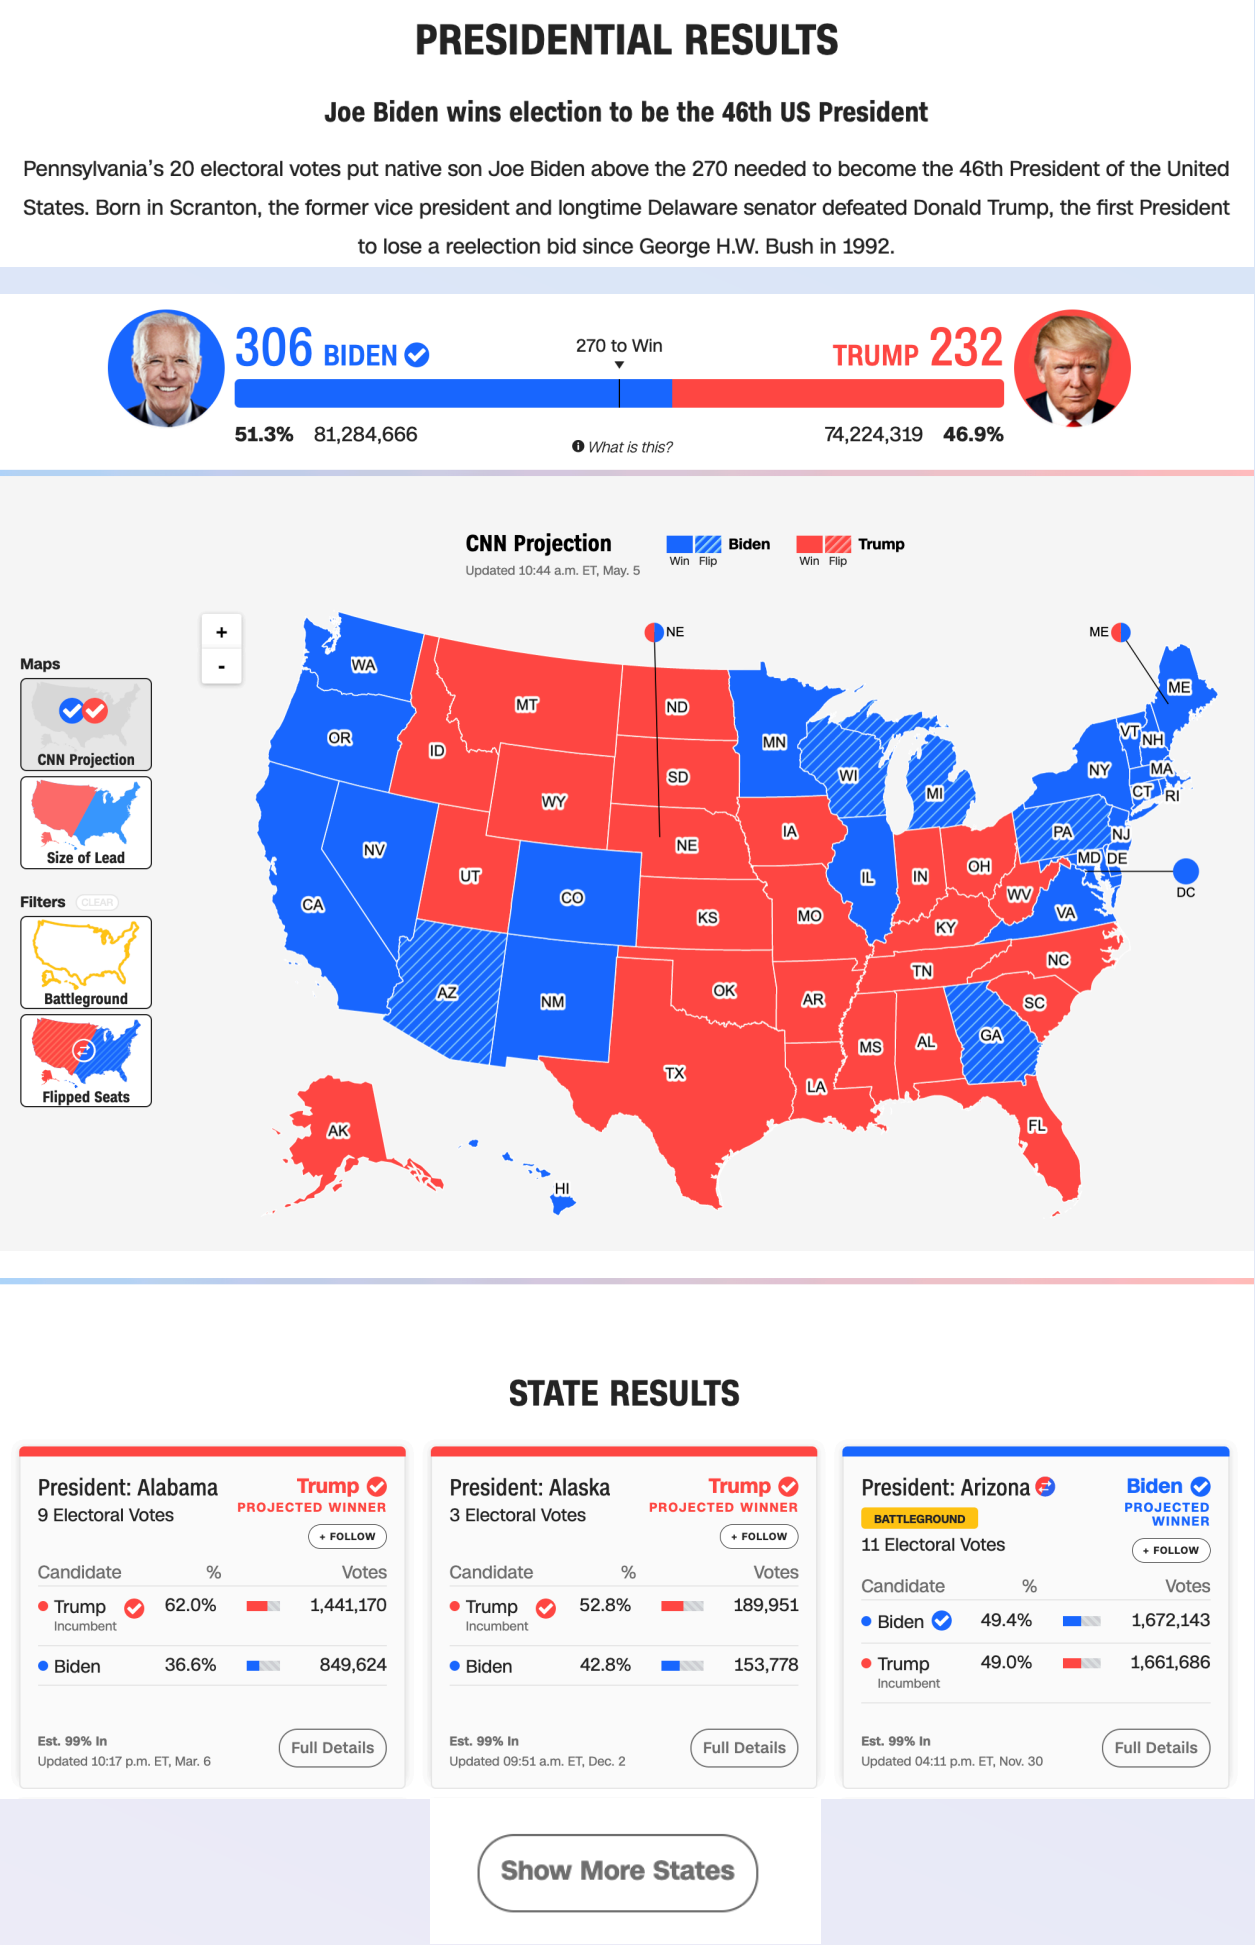 PRESIDENTIAL RESULTS
Joe Biden wins election to be the 46th US President
Pennsylvania's 20 electoral votes put native son Joe Biden above the 270 needed to become the 46th President of the United
States. Born in Scranton, the former vice president and longtime Delaware senator defeated Donald Trump, the first President
to lose a reelection bid since George H.W. Bush in 1992.
306 BIDEN
270 to Win
TRUMP 232
51.3% 81,284,666
What is this?
74,224,319 46.9%
CNN Projection
Updated 10:44 a.m. ET, May. 5
Win Flip Biden
Win Flip Trump
+
-
Maps
CNN Projection
Size of Lead
Filters CLEAR
Battleground
Flipped Seats
NE
ME
WA
MT
ND
ME
OR
ID
MN
VT
NH
SD
WI
MI
NY
MA
CT
RI
WY
NE
IA
PA
NJ
NV
UT
CO
IL
IN
OH
MD
DE
DC
WV
VA
CA
KS
MO
KY
NC
TN
AZ
NM
OK
AR
SC
MS
AL
GA
TX
LA
FL
AK
HI
STATE RESULTS
President: Alabama
9 Electoral Votes
Trump
PROJECTED WINNER
+ FOLLOW
Candidate % Votes
Trump 62.0% 1,441,170
Incumbent
Biden 36.6% 849,624
Est. 99% In
Updated 10:17 p.m. ET, Mar. 6
Full Details
President: Alaska
3 Electoral Votes
Trump
PROJECTED WINNER
+ FOLLOW
Candidate % Votes
Trump 52.8% 189,951
Incumbent
Biden 42.8% 153,778
Est. 99% In
Updated 09:51 a.m. ET, Dec. 2
Full Details
President: Arizona
BATTLEGROUND
11 Electoral Votes
Biden
PROJECTED
WINNER
+ FOLLOW
Candidate % Votes
Biden 49.4% 1,672,143
Trump 49.0% 1,661,686
Incumbent
Est. 99% In
Updated 04:11 p.m. ET, Nov. 30
Full Details
Show More States